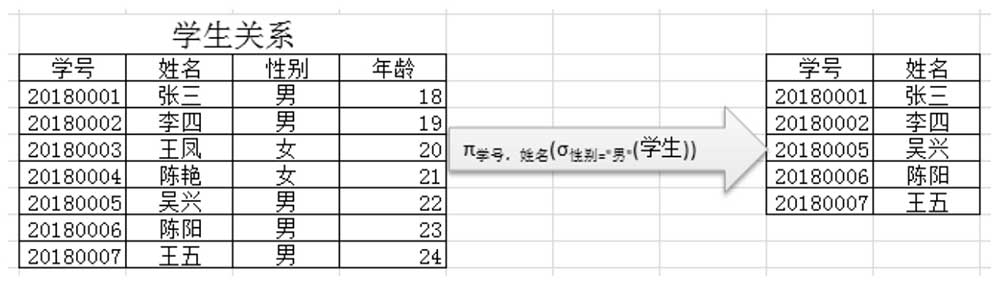 学生关系
学号 姓名 性别 年龄
20180001 张三 男 18
20180002 李四 男 19
20180003 王凤 女 20
20180004 陈艳 女 21
20180005 吴兴 男 22
20180006 陈阳 男 23
20180007 王五 男 24
π学号，姓名(σ性别="男"(学生))
学号 姓名
20180001 张三
20180002 李四
20180005 吴兴
20180006 陈阳
20180007 王五